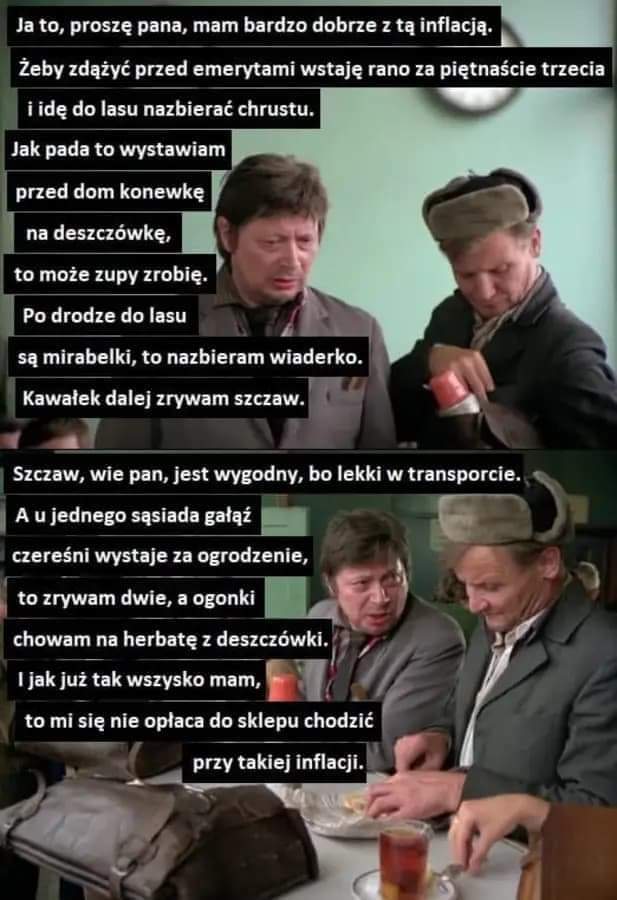 Ja to, proszę pana, mam bardzo dobrze z tą inflacją.
Żeby zdążyć przed emerytami wstaję rano za piętnaście trzecia
i idę do lasu nazbierać chrustu.
Jak pada to wystawiam
przed dom konewkę
na deszczówkę,
to może zupy zrobię.
Po drodze do lasu
są mirabelki, to nazbieram wiaderko.
Kawałek dalej zrywam szczaw.
Szczaw, wie pan, jest wygodny, bo lekki w transporcie.
A u jednego sąsiada gałąź
czereśni wystaje za ogrodzenie,
to zrywam dwie, a ogonki
chowam na herbatę z deszczówki.
I jak już tak wszysko mam,
to mi się nie opłaca do sklepu chodzić
przy takiej inflacji.